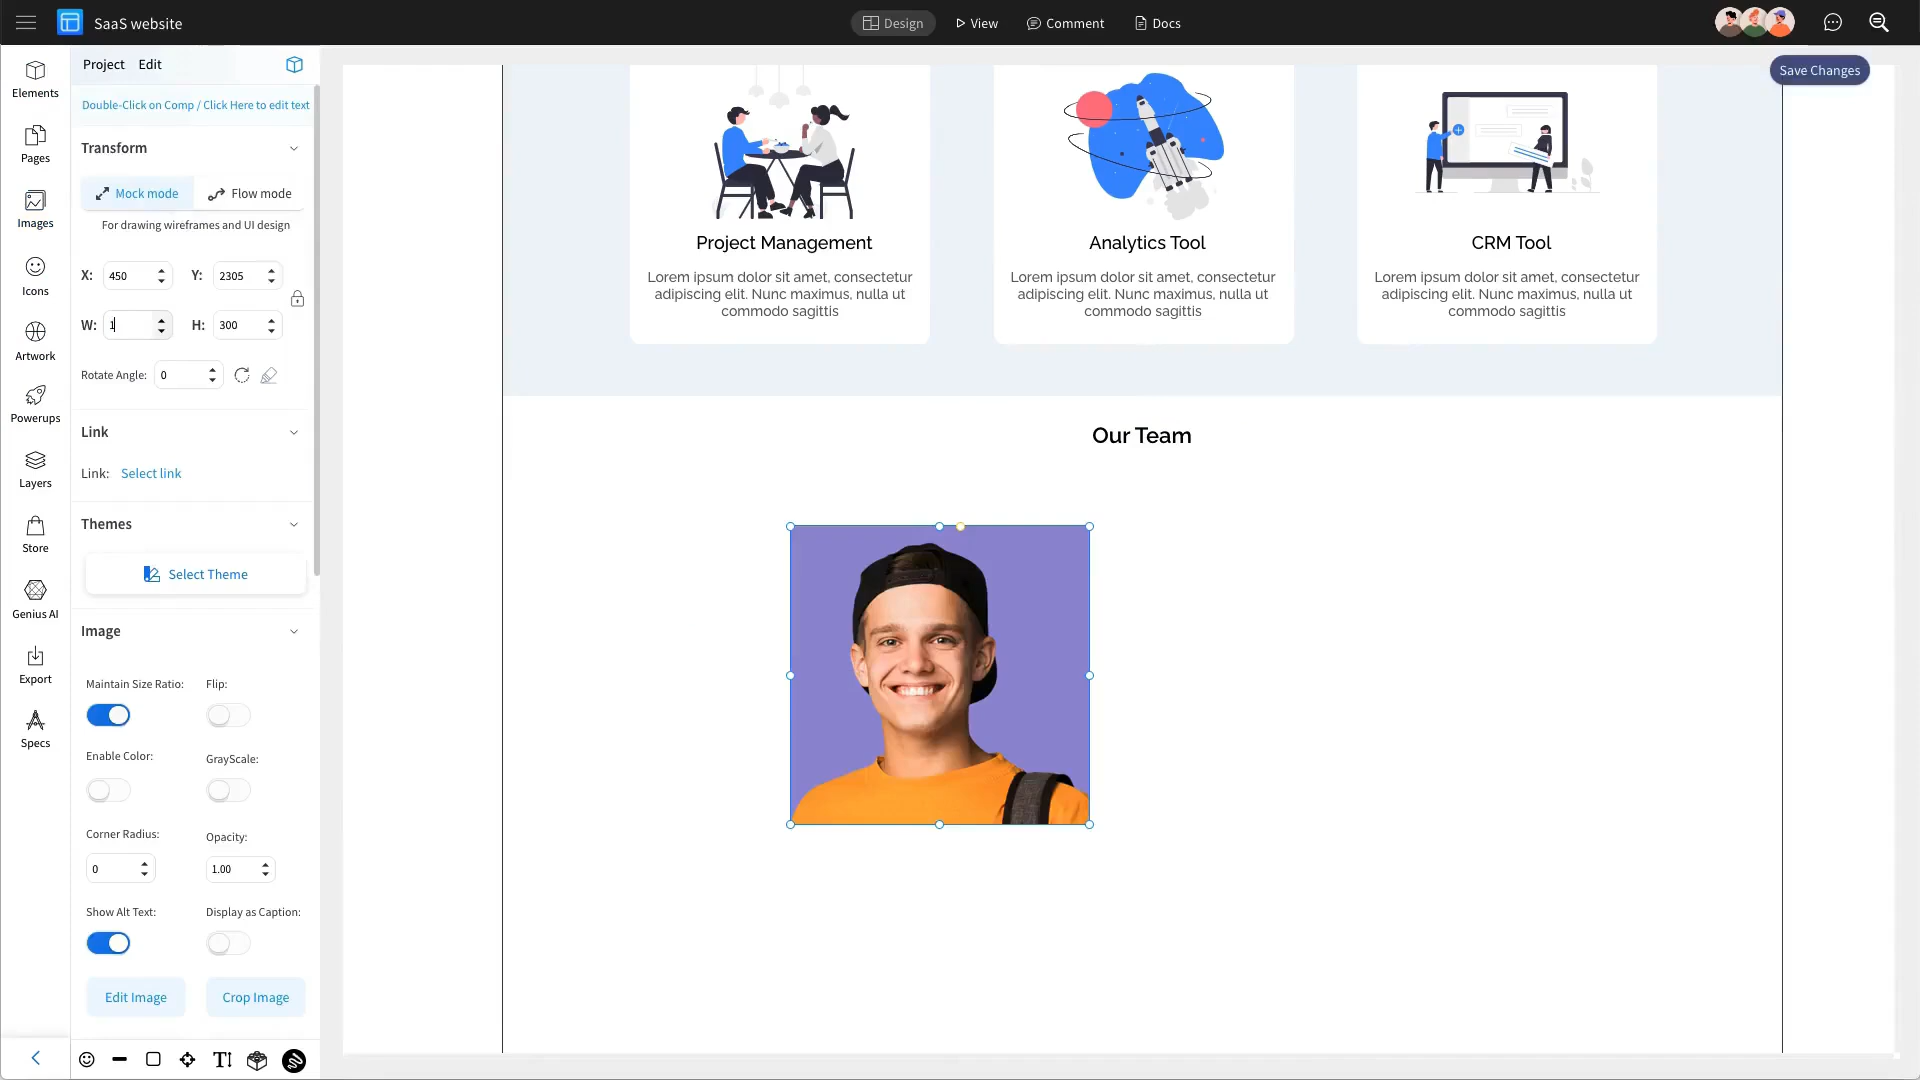 SaaS website
Design
View
Comment
Docs
Project
Edit
Save Changes
Elements
Pages
Images
Icons
Artwork
Powerups
Layers
Store
Genius AI
Export
Specs
Double-Click on Comp / Click Here to edit text
Transform
Mock mode
Flow mode
For drawing wireframes and UI design
X: 450
Y: 2305
W: 1
H: 300
Rotate Angle: 0
Link
Link: Select link
Themes
Select Theme
Image
Maintain Size Ratio:
Flip:
Enable Color:
GrayScale:
Corner Radius:
Opacity:
0
1.00
Show Alt Text:
Display as Caption:
Edit Image
Crop Image
Project Management
Lorem ipsum dolor sit amet, consectetur
adipiscing elit. Nunc maximus, nulla ut
commodo sagittis
Analytics Tool
Lorem ipsum dolor sit amet, consectetur
adipiscing elit. Nunc maximus, nulla ut
commodo sagittis
CRM Tool
Lorem ipsum dolor sit amet, consectetur
adipiscing elit. Nunc maximus, nulla ut
commodo sagittis
Our Team